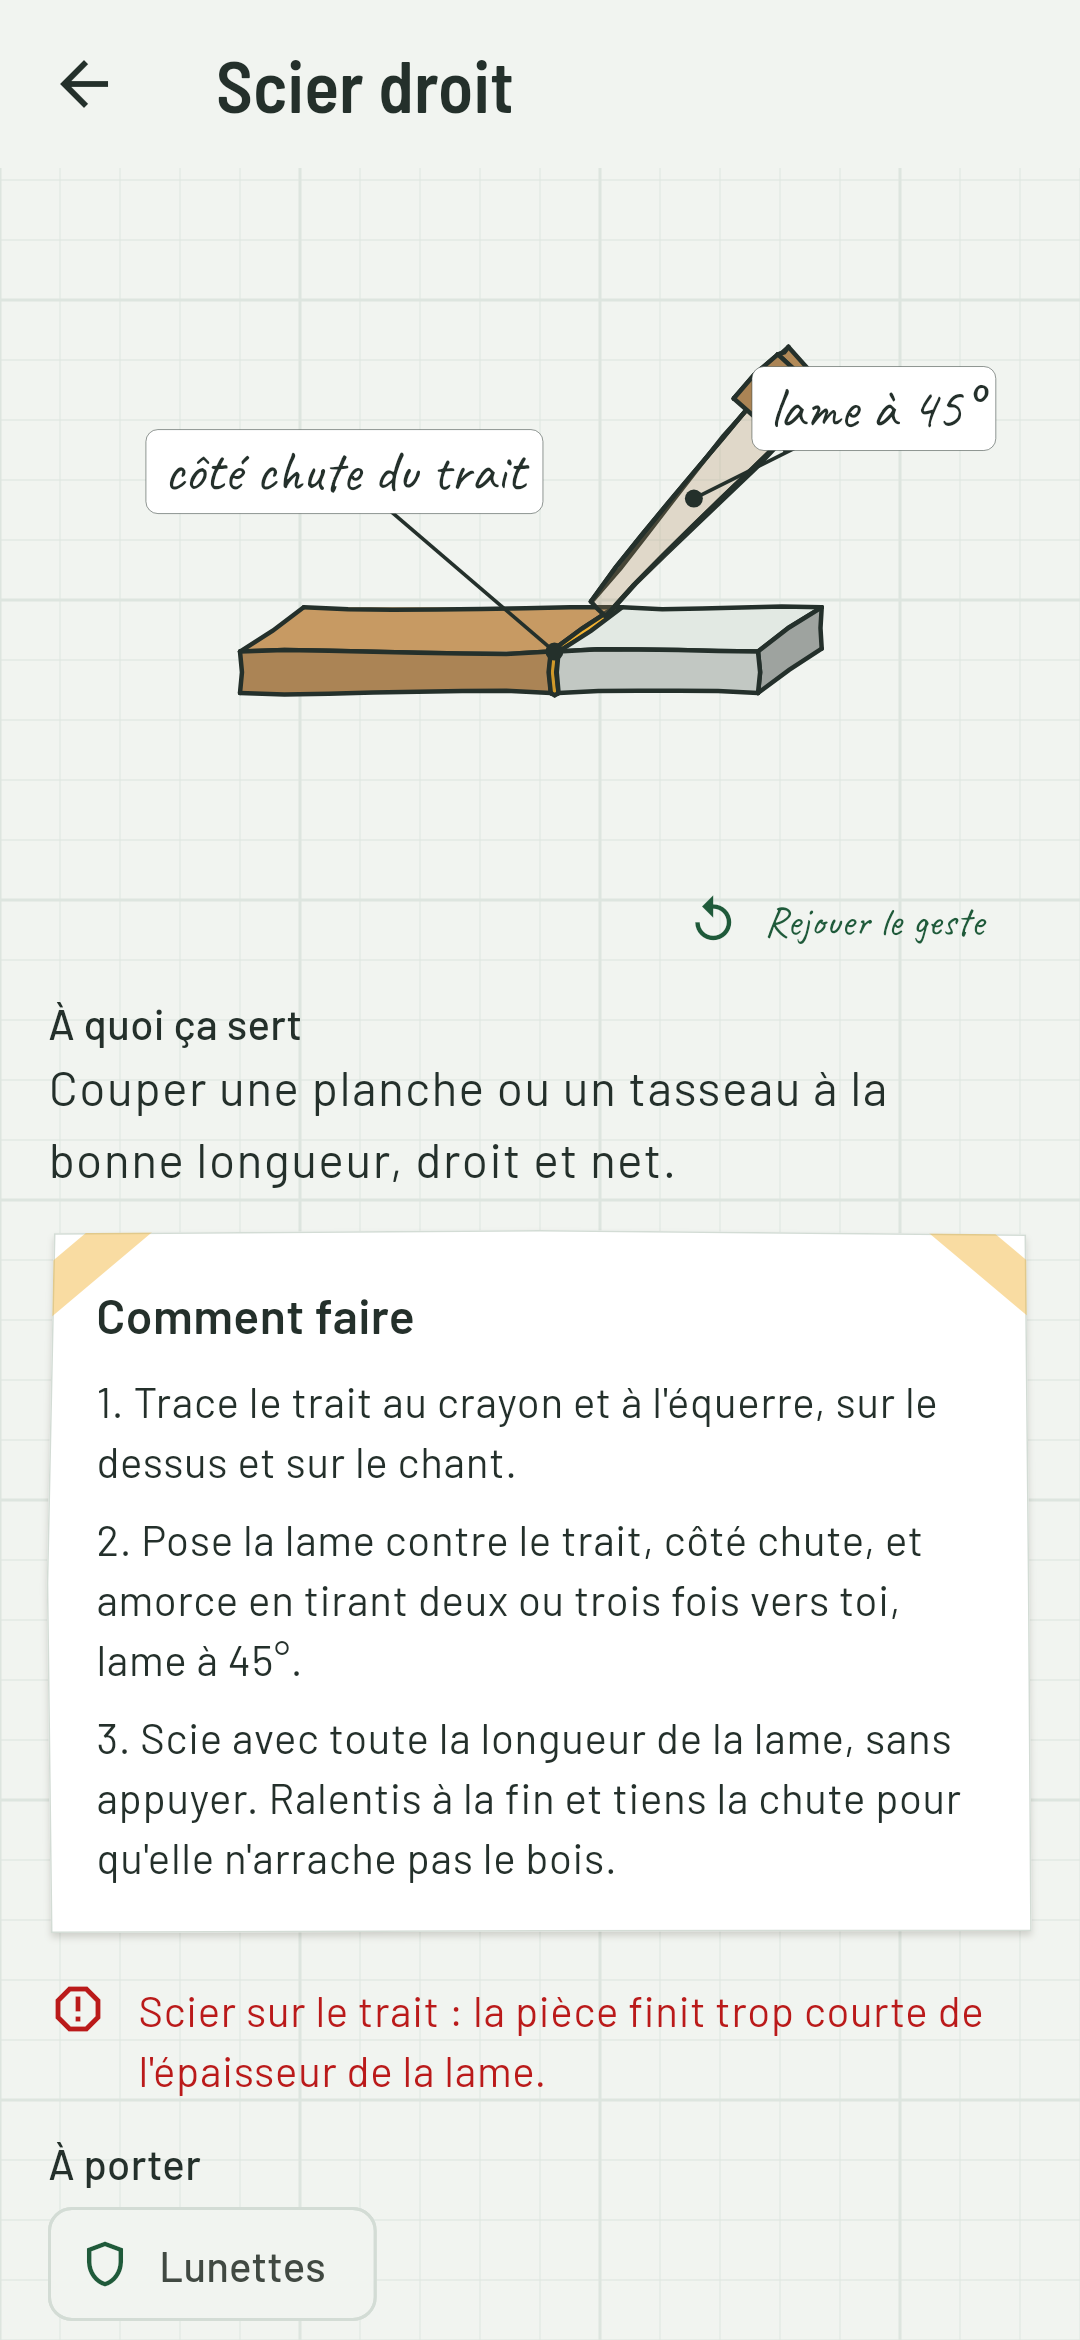 Scier droit
lame à 45°
côté chute du trait
Rejouer le geste
À quoi ça sert
Couper une planche ou un tasseau à la
bonne longueur, droit et net.
Comment faire
1. Trace le trait au crayon et à l'équerre, sur le
dessus et sur le chant.
2. Pose la lame contre le trait, côté chute, et
amorce en tirant deux ou trois fois vers toi,
lame à 45°.
3. Scie avec toute la longueur de la lame, sans
appuyer. Ralentis à la fin et tiens la chute pour
qu'elle n'arrache pas le bois.
Scier sur le trait : la pièce finit trop courte de
l'épaisseur de la lame.
À porter
Lunettes